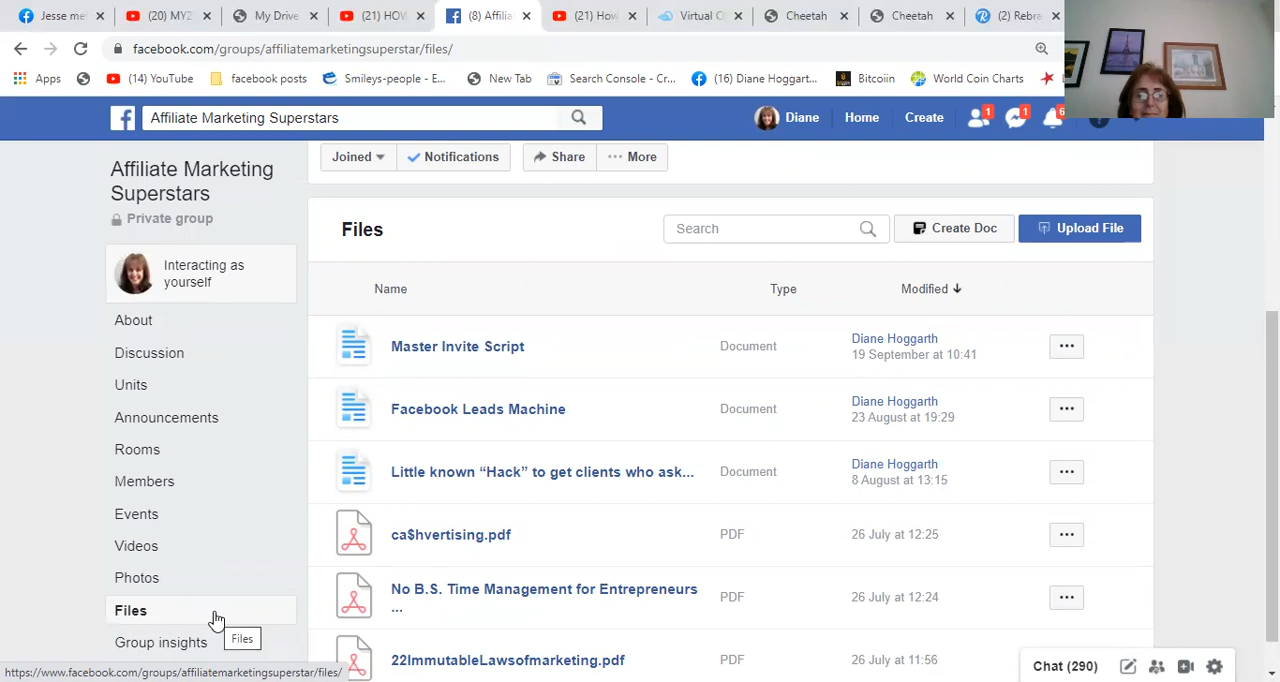 Jesse me
(20) MY2
My Drive
(21) HOW
(8) Affilia
(21) How
Virtual C
Cheetah
Cheetah
(2) Rebra
facebook.com/groups/affiliatemarketingsuperstar/files/
Apps
(14) YouTube
facebook posts
Smileys-people - E...
New Tab
Search Console - Cr...
(6) Diane Hoggart...
Bitcoiin
World Coin Charts
Affiliate Marketing Superstars
Diane
Home
Create
1
1
6
Affiliate Marketing
Superstars
Private group
Joined
Notifications
Share
More
Interacting as
yourself
About
Discussion
Units
Announcements
Rooms
Members
Events
Videos
Photos
Files
Group insights
Files
Files
Search
Create Doc
Upload File
Name
Type
Modified
Master Invite Script
Document
Diane Hoggarth
19 September at 10:41
Facebook Leads Machine
Document
Diane Hoggarth
23 August at 19:29
Little known “Hack” to get clients who ask...
Document
Diane Hoggarth
8 August at 13:15
ca$hvertising.pdf
PDF
26 July at 12:25
No B.S. Time Management for Entrepreneurs
...
PDF
26 July at 12:24
22ImmutableLawsofmarketing.pdf
PDF
26 July at 11:56
Chat (290)
https://www.facebook.com/groups/affiliatemarketingsuperstar/files/